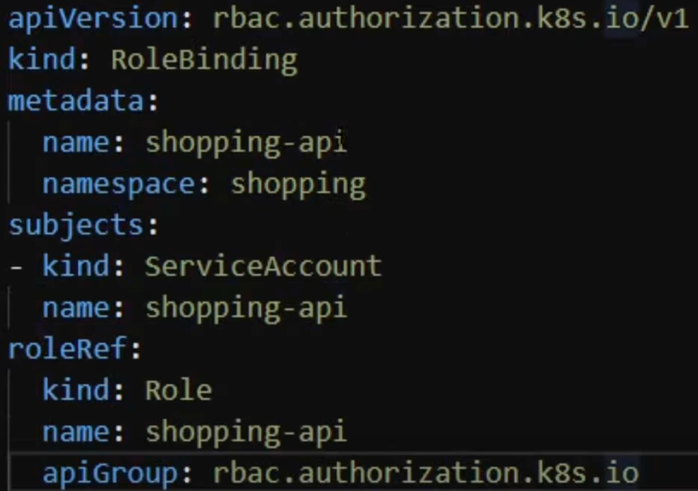 apiVersion: rbac.authorization.k8s.io/v1
kind: RoleBinding
metadata:
  name: shopping-api
  namespace: shopping
subjects:
- kind: ServiceAccount
  name: shopping-api
roleRef:
  kind: Role
  name: shopping-api
  apiGroup: rbac.authorization.k8s.io